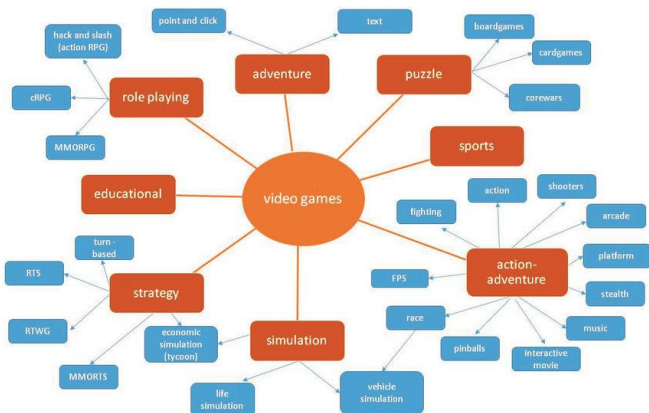 point and click
text
boardgames
hack and slash
(action RPG)
adventure
puzzle
cardgames
cRPG
role playing
corewars
MMORPG
sports
educational
video games
action
shooters
fighting
arcade
turn -
based
action-
adventure
platform
RTS
strategy
FPS
stealth
RTWG
economic
simulation
(tycoon)
simulation
race
music
pinballs
interactive
movie
MMORTS
life
simulation
vehicle
simulation